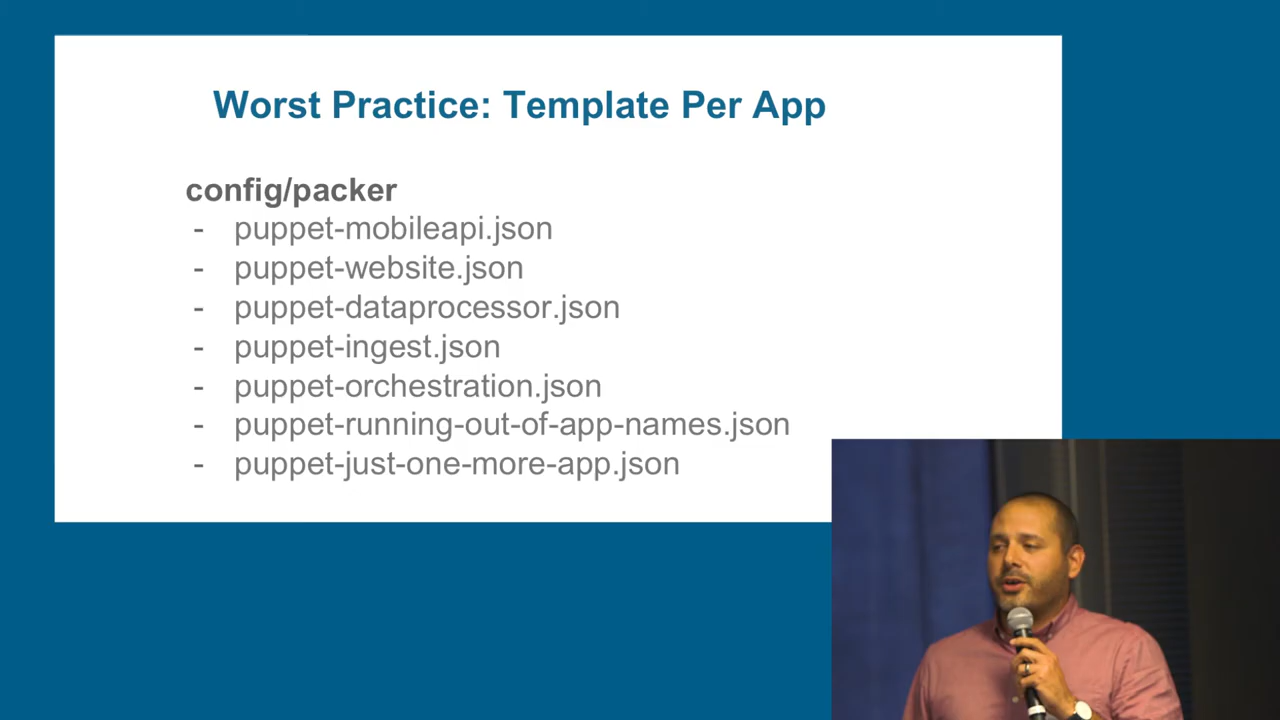 Worst Practice: Template Per App
config/packer
- puppet-mobileapi.json
- puppet-website.json
- puppet-dataprocessor.json
- puppet-ingest.json
- puppet-orchestration.json
- puppet-running-out-of-app-names.json
- puppet-just-one-more-app.json